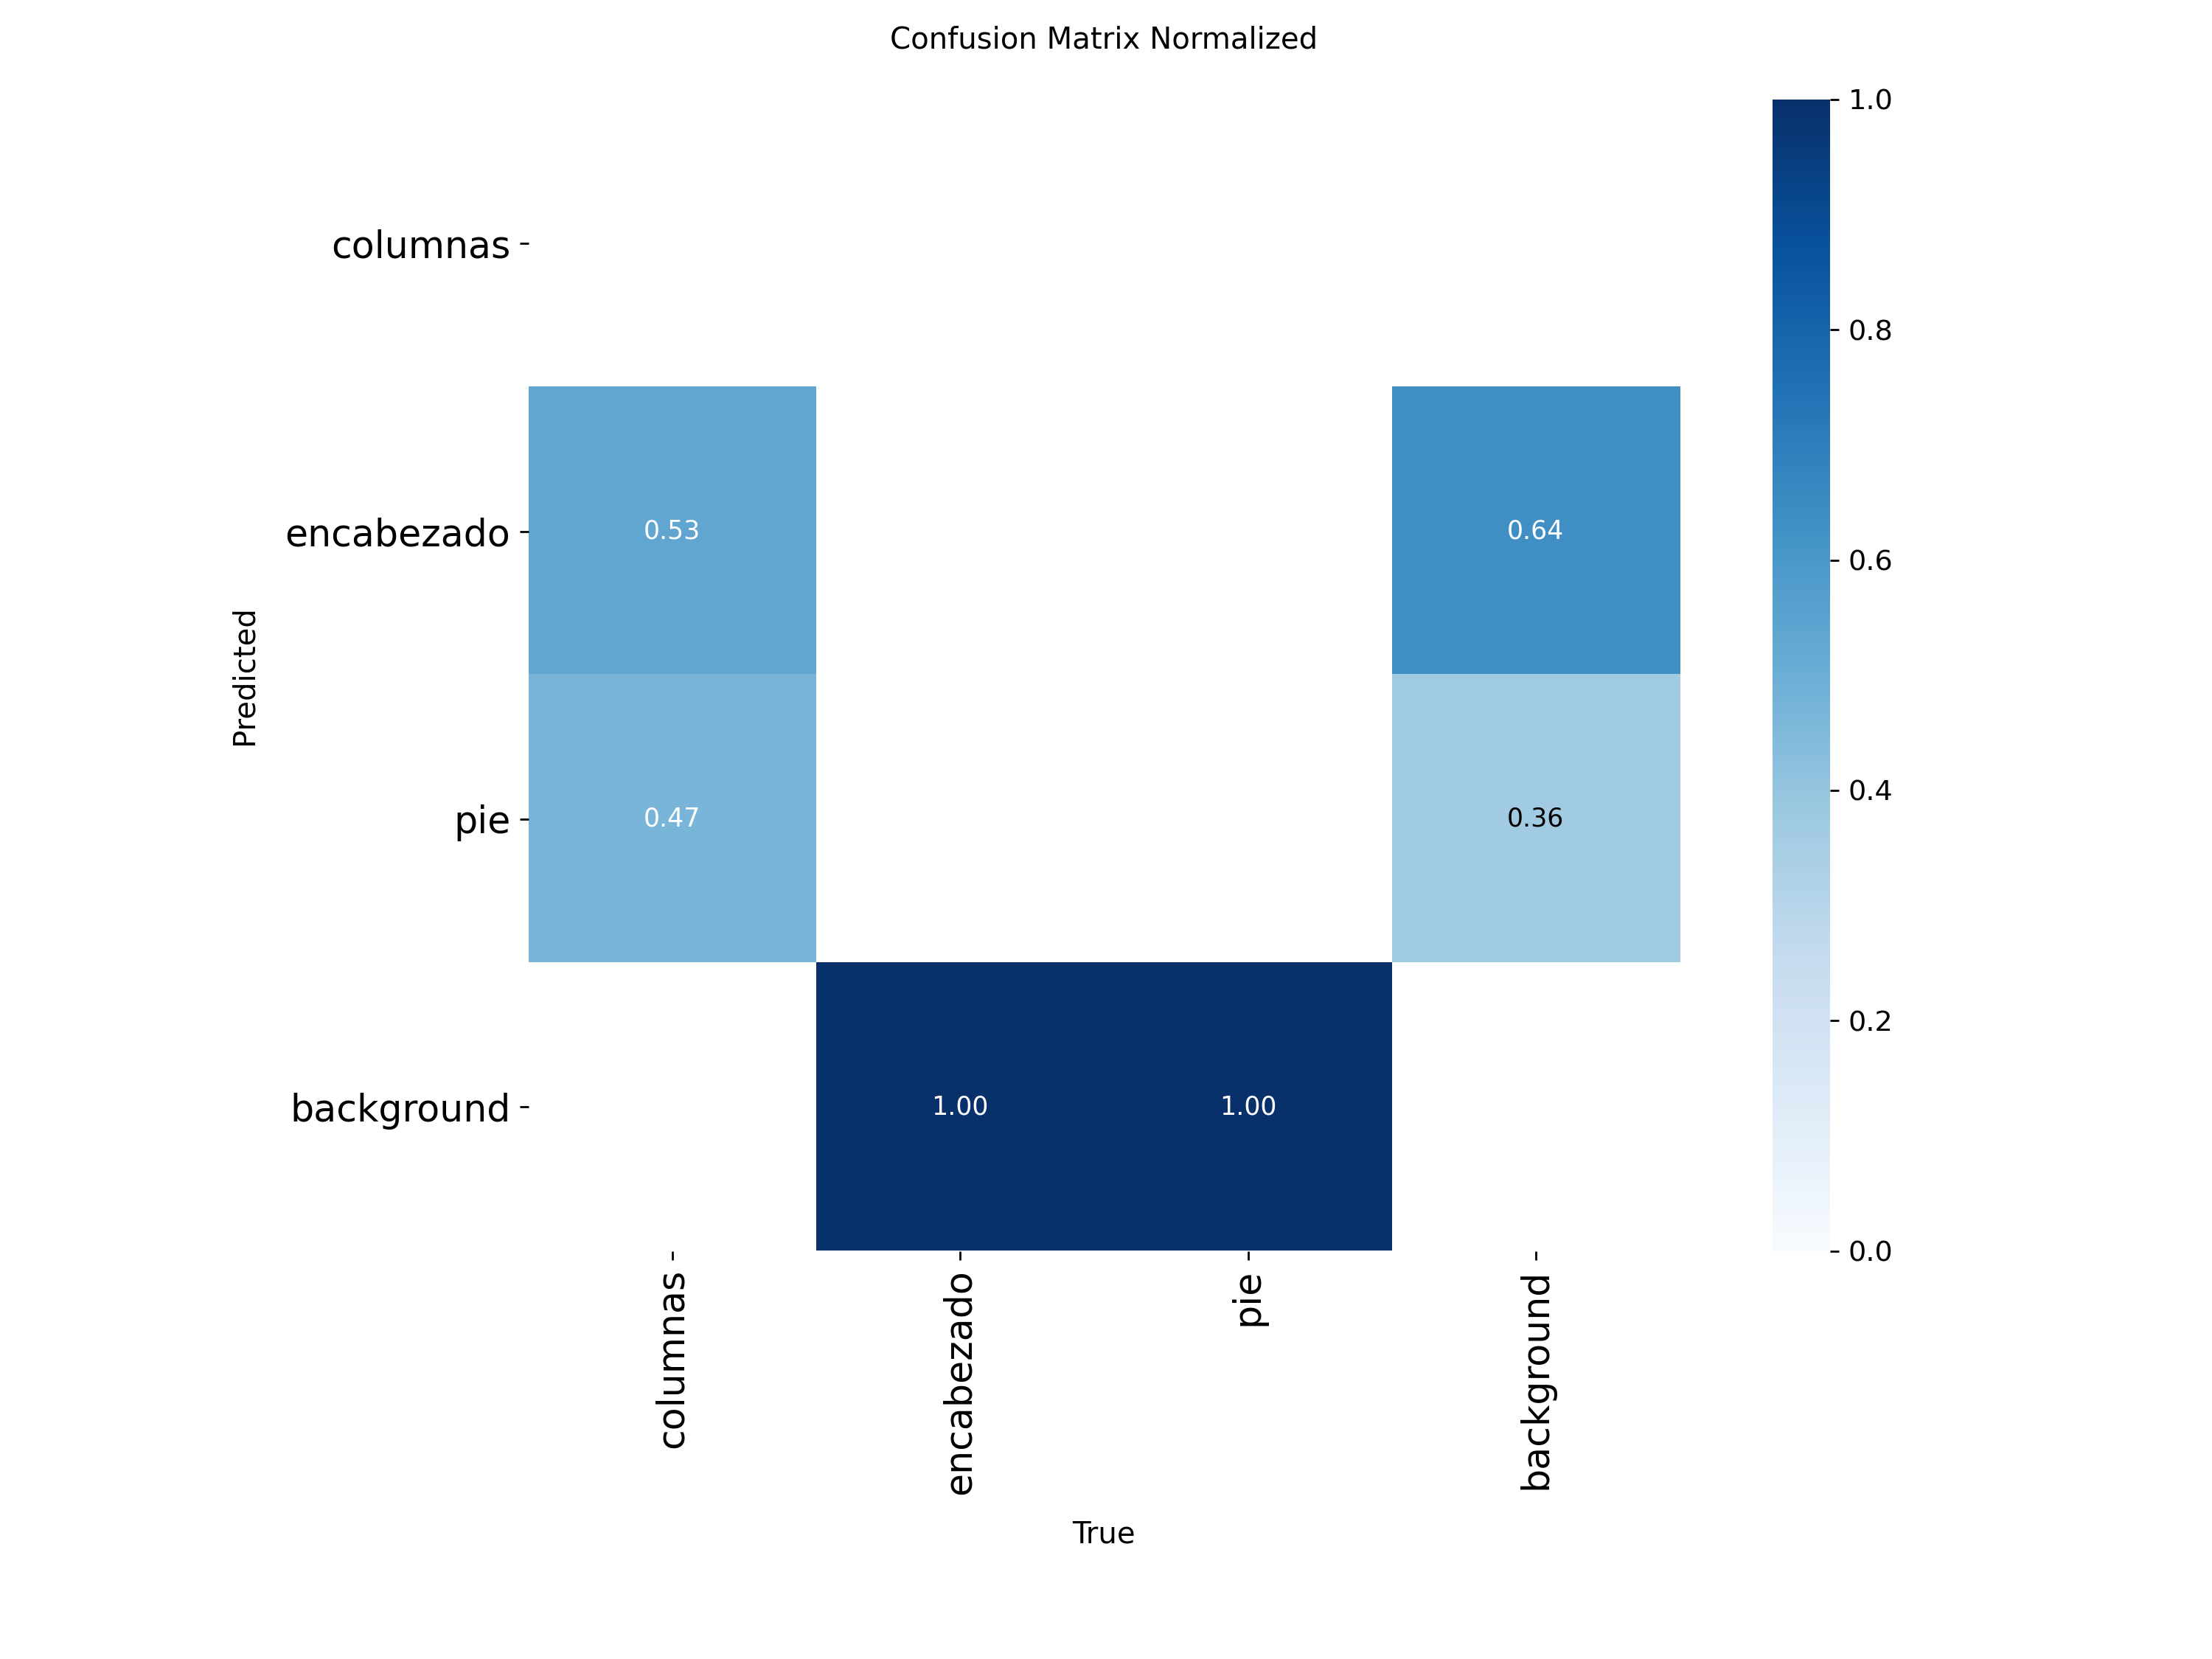 Confusion Matrix Normalized
columnas
encabezado
pie
background
Predicted
0.53
0.64
0.47
0.36
1.00
1.00
columnas
encabezado
pie
background
True
1.0
0.8
0.6
0.4
0.2
0.0